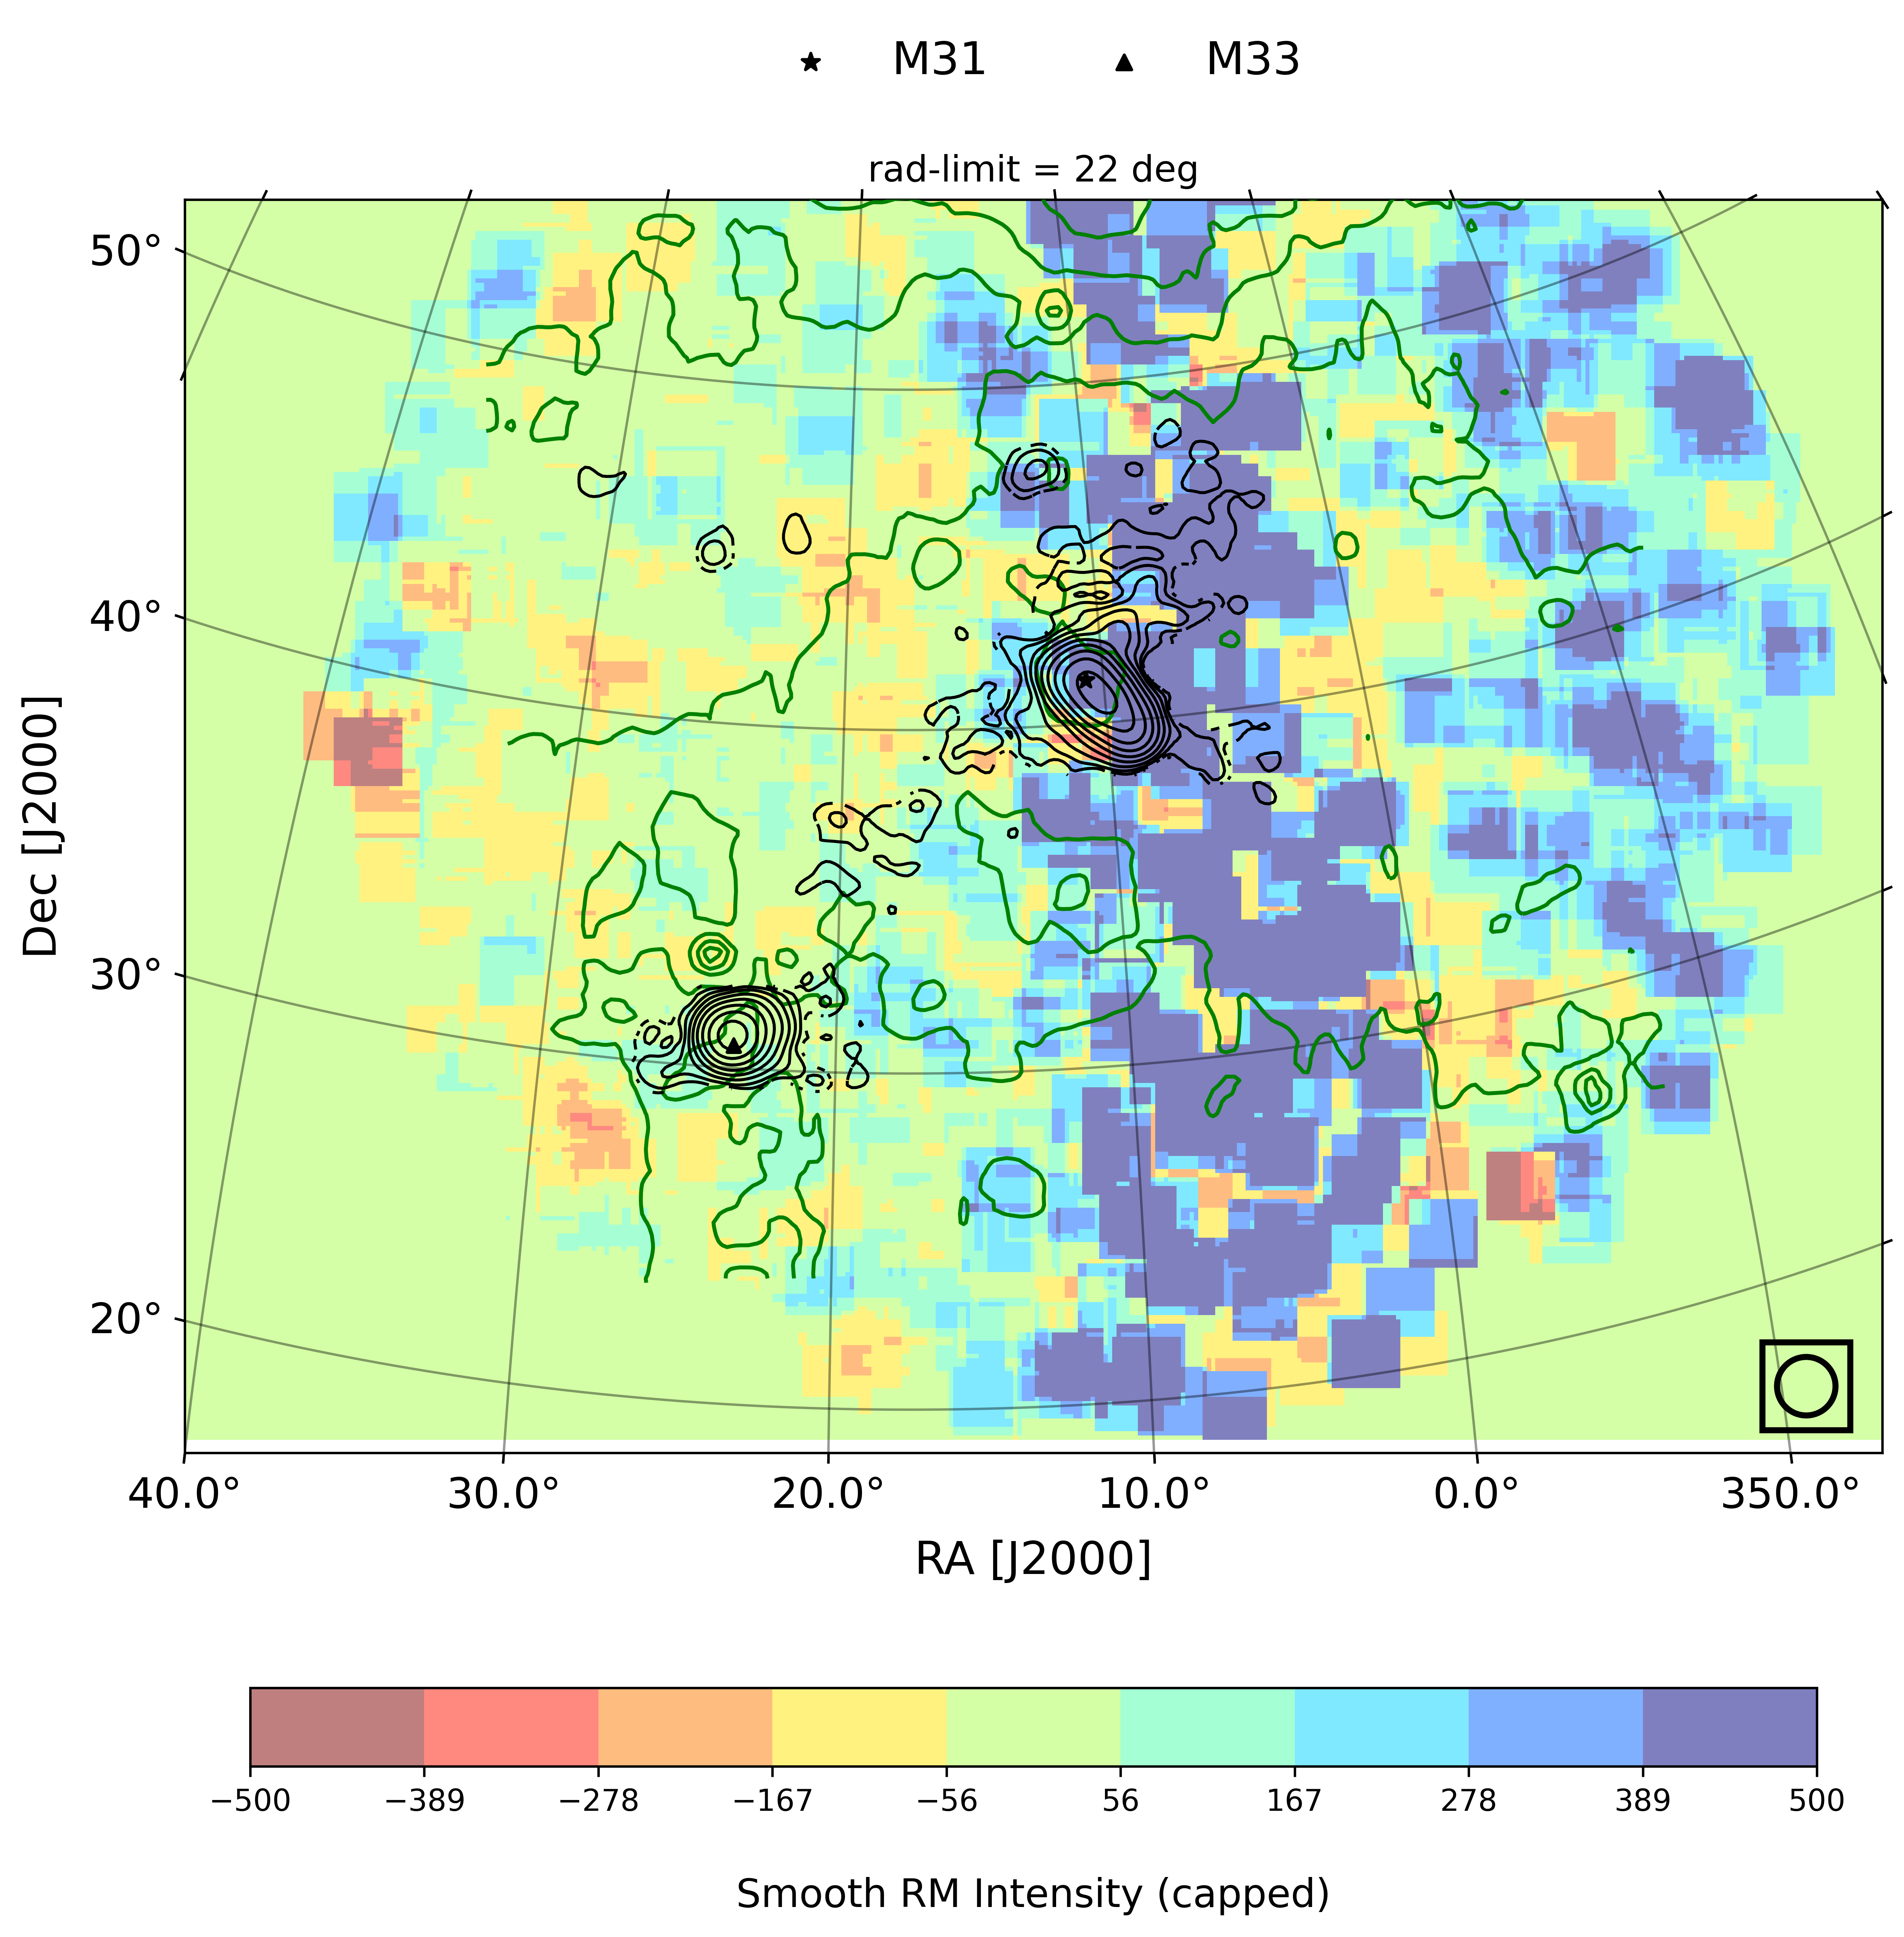 M31 M33
rad-limit = 22 deg
50°
40°
30°
20°
Dec [J2000]
40.0° 30.0° 20.0° 10.0° 0.0° 350.0°
RA [J2000]
−500 −389 −278 −167 −56 56 167 278 389 500
Smooth RM Intensity (capped)